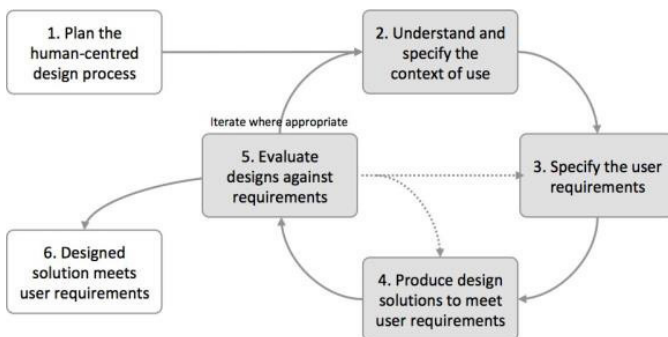 1. Plan the
human-centred
design process
2. Understand and
specify the
context of use
Iterate where appropriate
5. Evaluate
designs against
requirements
3. Specify the user
requirements
6. Designed
solution meets
user requirements
4. Produce design
solutions to meet
user requirements